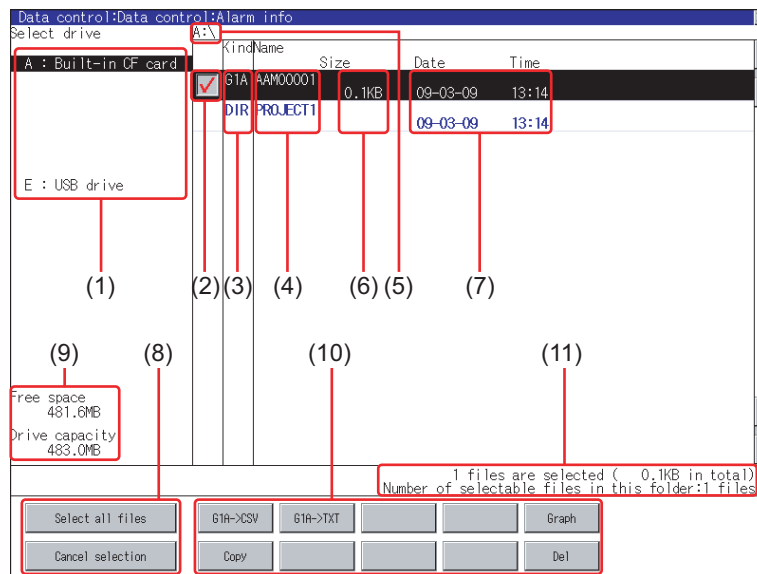 Data control:Data control:Alarm info
Select drive A:\
Kind Name Size Date Time
A : Built-in CF card
G1A AAM00001 0.1KB 09-03-09 13:14
DIR PROJECT1 09-03-09 13:14
E : USB drive
(1) (2) (3) (4) (6) (5) (7)
(9) (8) (10) (11)
Free space
481.6MB
Drive capacity
483.0MB
1 files are selected ( 0.1KB in total)
Number of selectable files in this folder:1 files
Select all files G1A->CSV G1A->TXT Graph
Cancel selection Copy Del